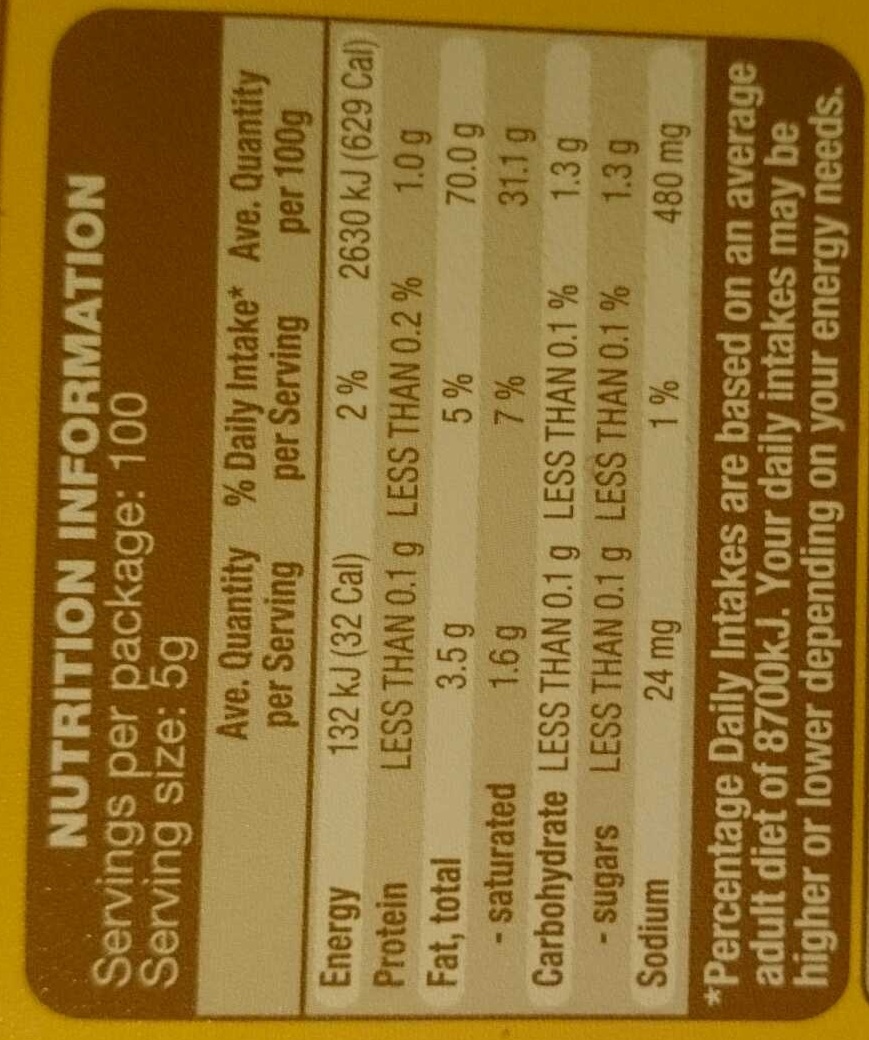 NUTRITION INFORMATION
Servings per package: 100
Serving size: 5g
Ave. Quantity % Daily Intake* Ave. Quantity
per Serving per Serving per 100g
Energy 132 kJ (32 Cal) 2 % 2630 kJ (629 Cal)
Protein LESS THAN 0.1 g LESS THAN 0.2 % 1.0 g
Fat, total 3.5 g 5 % 70.0 g
- saturated 1.6 g 7 % 31.1 g
Carbohydrate LESS THAN 0.1 g LESS THAN 0.1 % 1.3 g
- sugars LESS THAN 0.1 g LESS THAN 0.1 % 1.3 g
Sodium 24 mg 1 % 480 mg
*Percentage Daily Intakes are based on an average
adult diet of 8700kJ. Your daily intakes may be
higher or lower depending on your energy needs.